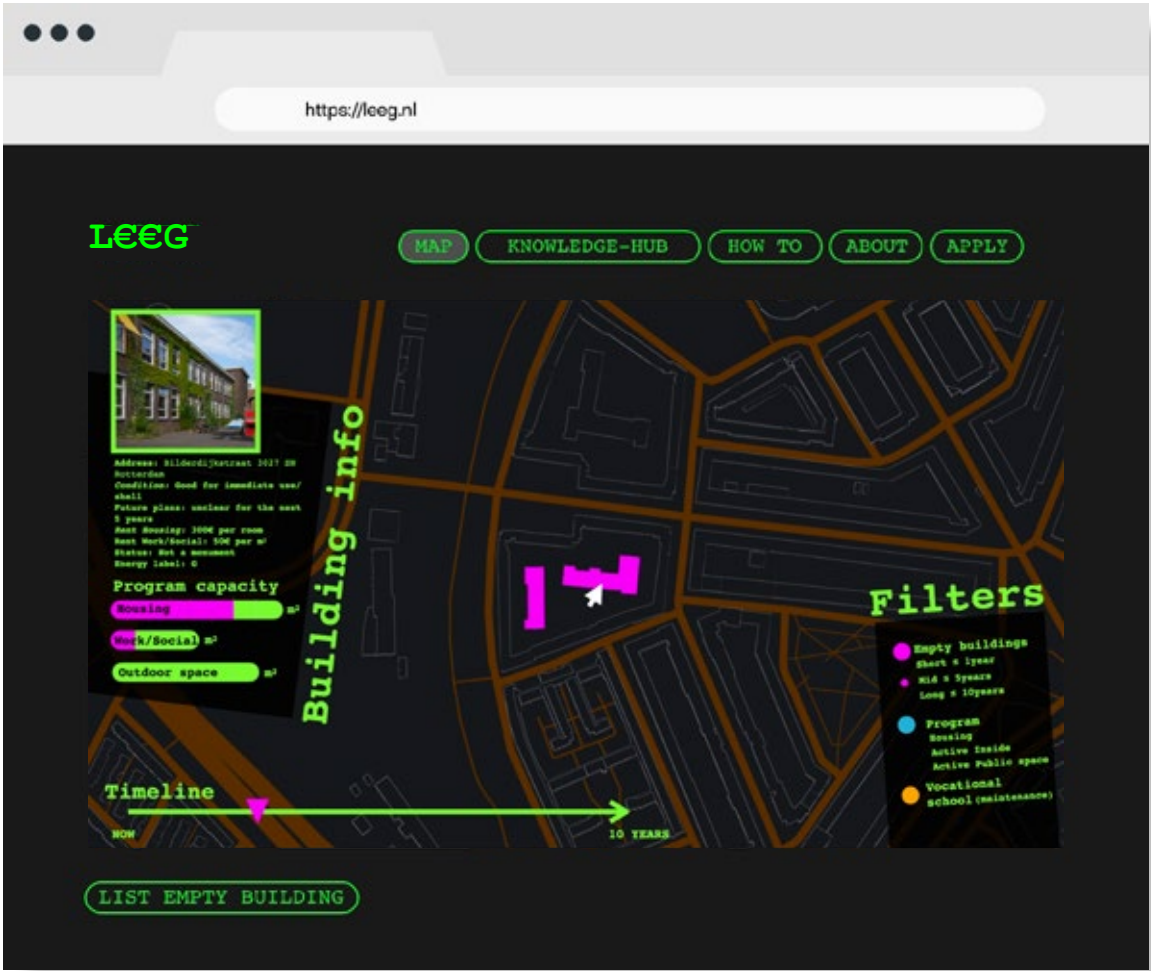 https://leeg.nl
L€€G
MAP
KNOWLEDGE-HUB
HOW TO
ABOUT
APPLY
Address: Bilderdijkstraat 3027 SR
Rotterdam
Condition: Good for immediate use/
shell
Future plans: unclear for the next
5 years
Rent Housing: 300€ per room
Rent Work/Social: 50€ per m²
Status: Not a monument
Energy label: G
Program capacity
Housing m²
Work/Social m²
Outdoor space m²
Building info
Filters
Empty buildings
Short ≤ 1year
Mid ≤ 5years
Long ≤ 10years
Program
Housing
Active Inside
Active Public space
Vocational
school (maintenance)
Timeline
NOW
10 YEARS
LIST EMPTY BUILDING